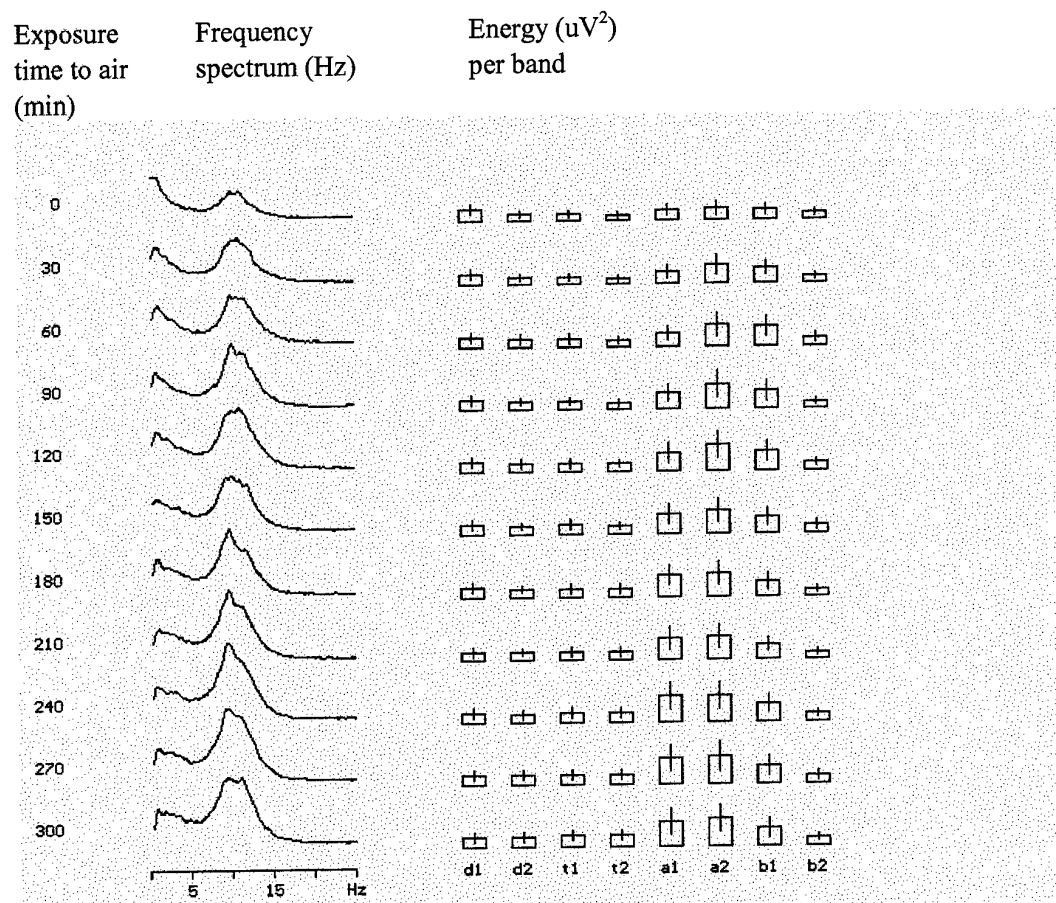 Exposure time to air (min)
Frequency spectrum (Hz)
Energy (uV²) per band
0
30
60
90
120
150
180
210
240
270
300
d1 d2 t1 t2 a1 a2 b1 b2
5 15 Hz